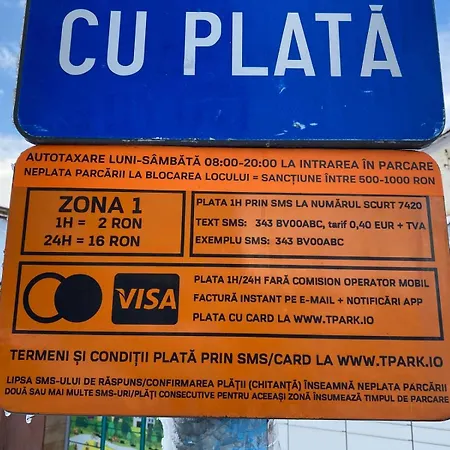 CU PLATĂ
AUTOTAXARE LUNI-SÂMBĂTĂ 08:00-20:00 LA INTRAREA ÎN PARCARE
NEPLATA PARCĂRII LA BLOCAREA LOCULUI = SANCȚIUNE ÎNTRE 500-1000 RON
ZONA 1
1H = 2 RON
24H = 16 RON
PLATA 1H PRIN SMS LA NUMĂRUL SCURT 7420
TEXT SMS: 343 BV00ABC, tarif 0,40 EUR + TVA
EXEMPLU SMS: 343 BV00ABC
VISA
PLATA 1H/24H FARĂ COMISION OPERATOR MOBIL
FACTURĂ INSTANT PE E-MAIL + NOTIFICĂRI APP
PLATA CU CARD LA WWW.TPARK.IO
TERMENI ȘI CONDIȚII PLATĂ PRIN SMS/CARD LA WWW.TPARK.IO
LIPSA SMS-ULUI DE RĂSPUNS/CONFIRMAREA PLĂȚII (CHITANȚĂ) ÎNSEAMNĂ NEPLATA PARCĂRII
DOUĂ SAU MAI MULTE SMS-URI/PLĂȚI CONSECUTIVE PENTRU ACEEAȘI ZONĂ ÎNSUMEAZĂ TIMPUL DE PARCARE